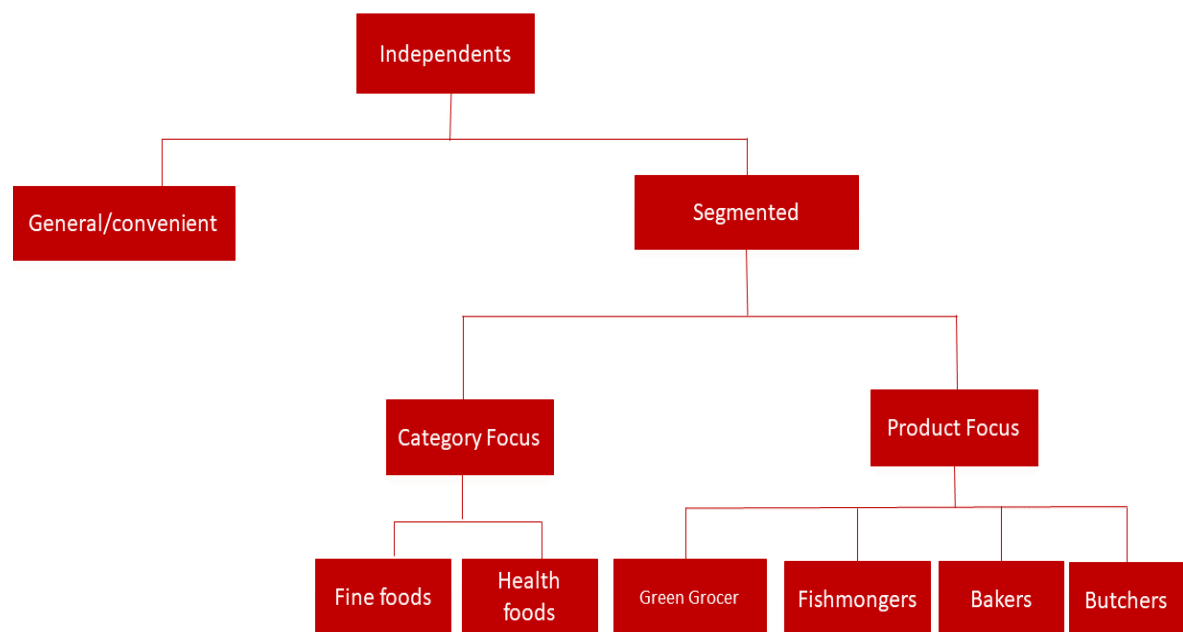 Independents
General/convenient
Segmented
Category Focus
Product Focus
Fine foods
Health
foods
Green Grocer
Fishmongers
Bakers
Butchers